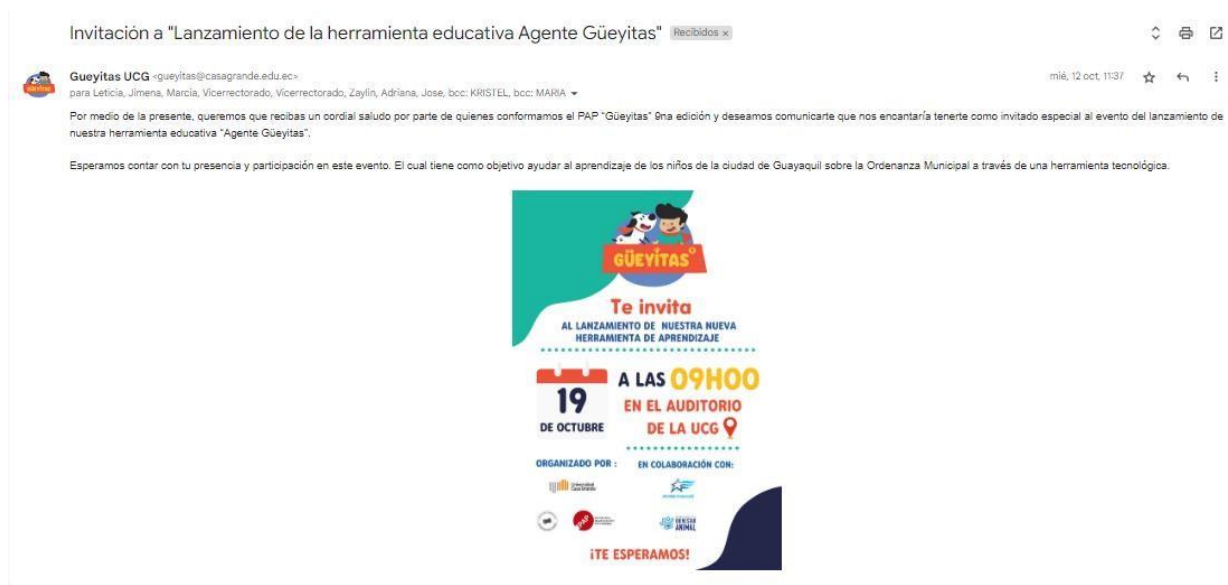 Invitación a "Lanzamiento de la herramienta educativa Agente Güeyitas" Recibidos x
Gueyitas UCG <gueyitas@casagrande.edu.ec> mié, 12 oct, 11:37
para Leticia, Jimena, Marcia, Vicerrectorado, Vicerrectorado, Zaylin, Adriana, Jose, bcc: KRISTEL, bcc: MARIA
Por medio de la presente, queremos que recibas un cordial saludo por parte de quienes conformamos el PAP "Güeyitas" 9na edición y deseamos comunicarte que nos encantaría tenerte como invitado especial al evento del lanzamiento de
nuestra herramienta educativa "Agente Güeyitas".
Esperamos contar con tu presencia y participación en este evento. El cual tiene como objetivo ayudar al aprendizaje de los niños de la ciudad de Guayaquil sobre la Ordenanza Municipal a través de una herramienta tecnológica.
GÜEYITAS
Te invita
AL LANZAMIENTO DE NUESTRA NUEVA
HERRAMIENTA DE APRENDIZAJE
19
DE OCTUBRE
A LAS 09H00
EN EL AUDITORIO
DE LA UCG
ORGANIZADO POR : EN COLABORACIÓN CON:
PAP
BIENESTAR
ANIMAL
¡TE ESPERAMOS!